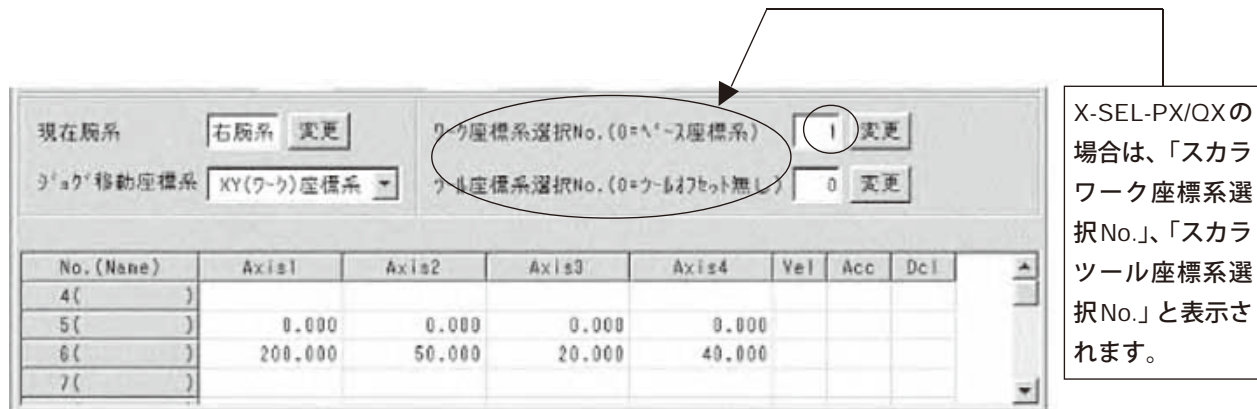 現在腕系 右腕系 変更 ワーク座標系選択No.(0=ベース座標系) 1 変更
ジョグ移動座標系 XY(ワーク)座標系 ツール座標系選択No.(0=ツールオフセット無し) 0 変更
No.(Name) Axis1 Axis2 Axis3 Axis4 Vel Acc Dcl
4( )
5( ) 0.000 0.000 0.000 0.000
6( ) 200.000 50.000 20.000 40.000
7( )
X-SEL-PX/QXの
場合は、「スカラ
ワーク座標系選
択No.」、「スカラ
ツール座標系選
択No.」と表示さ
れます。